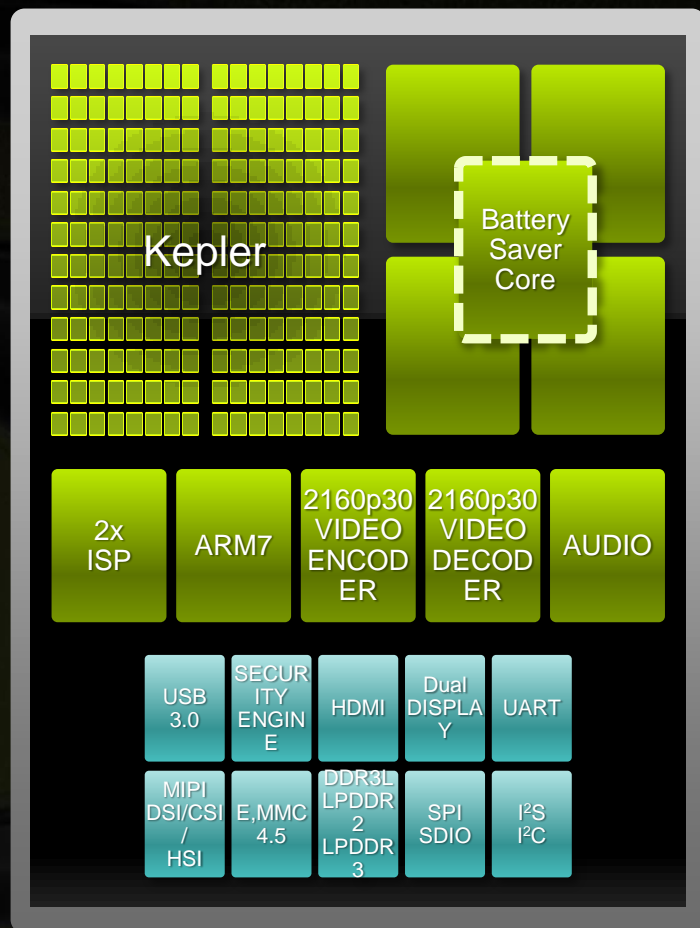 Kepler
Battery
Saver
Core
2x
ISP
ARM7
2160p30
VIDEO
ENCOD
ER
2160p30
VIDEO
DECOD
ER
AUDIO
USB
3.0
SECUR
ITY
ENGIN
E
HDMI
Dual
DISPLA
Y
UART
MIPI
DSI/CSI
/
HSI
E,MMC
4.5
DDR3L
LPDDR
2
LPDDR
3
SPI
SDIO
I²S
I²C